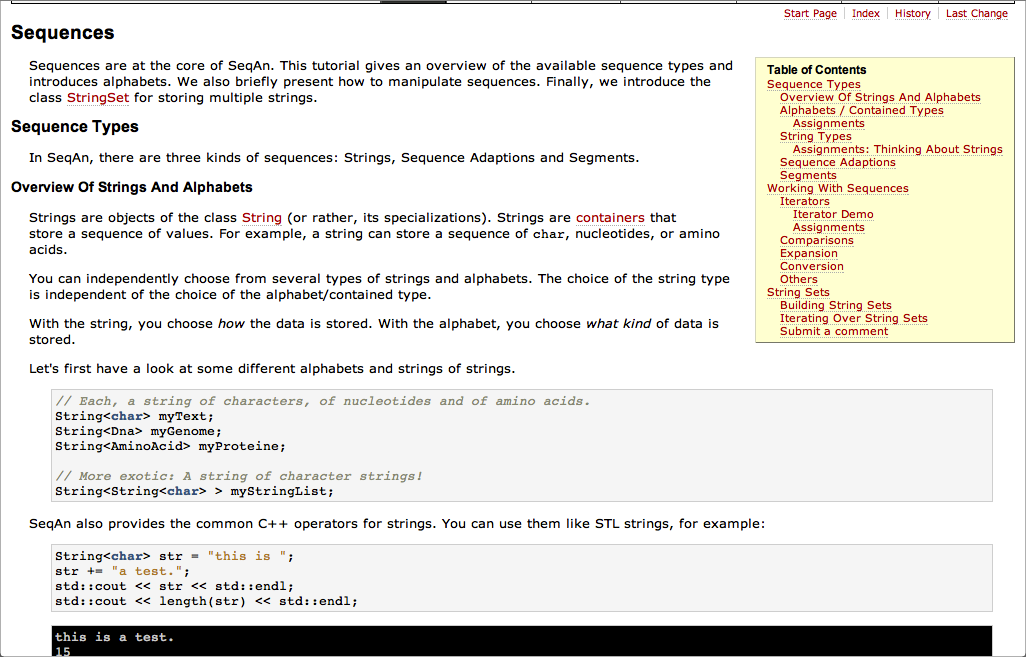 Start Page Index History Last Change
Sequences
Sequences are at the core of SeqAn. This tutorial gives an overview of the available sequence types and
introduces alphabets. We also briefly present how to manipulate sequences. Finally, we introduce the
class StringSet for storing multiple strings.
Sequence Types
In SeqAn, there are three kinds of sequences: Strings, Sequence Adaptions and Segments.
Overview Of Strings And Alphabets
Strings are objects of the class String (or rather, its specializations). Strings are containers that
store a sequence of values. For example, a string can store a sequence of char, nucleotides, or amino
acids.
You can independently choose from several types of strings and alphabets. The choice of the string type
is independent of the choice of the alphabet/contained type.
With the string, you choose how the data is stored. With the alphabet, you choose what kind of data is
stored.
Let's first have a look at some different alphabets and strings of strings.
Table of Contents
Sequence Types
Overview Of Strings And Alphabets
Alphabets / Contained Types
Assignments
String Types
Assignments: Thinking About Strings
Sequence Adaptions
Segments
Working With Sequences
Iterators
Iterator Demo
Assignments
Comparisons
Expansion
Conversion
Others
String Sets
Building String Sets
Iterating Over String Sets
Submit a comment
// Each, a string of characters, of nucleotides and of amino acids.
String<char> myText;
String<Dna> myGenome;
String<AminoAcid> myProteine;
// More exotic: A string of character strings!
String<String<char> > myStringList;
SeqAn also provides the common C++ operators for strings. You can use them like STL strings, for example:
String<char> str = "this is ";
str += "a test.";
std::cout << str << std::endl;
std::cout << length(str) << std::endl;
this is a test.
15